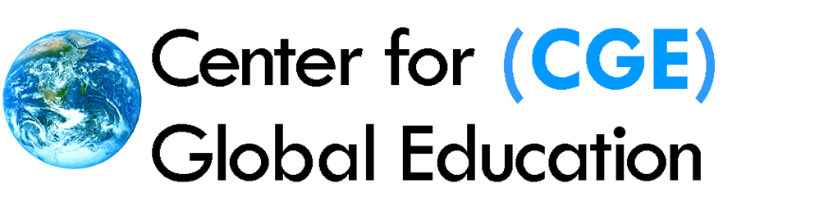 Center for (CGE)
Global Education